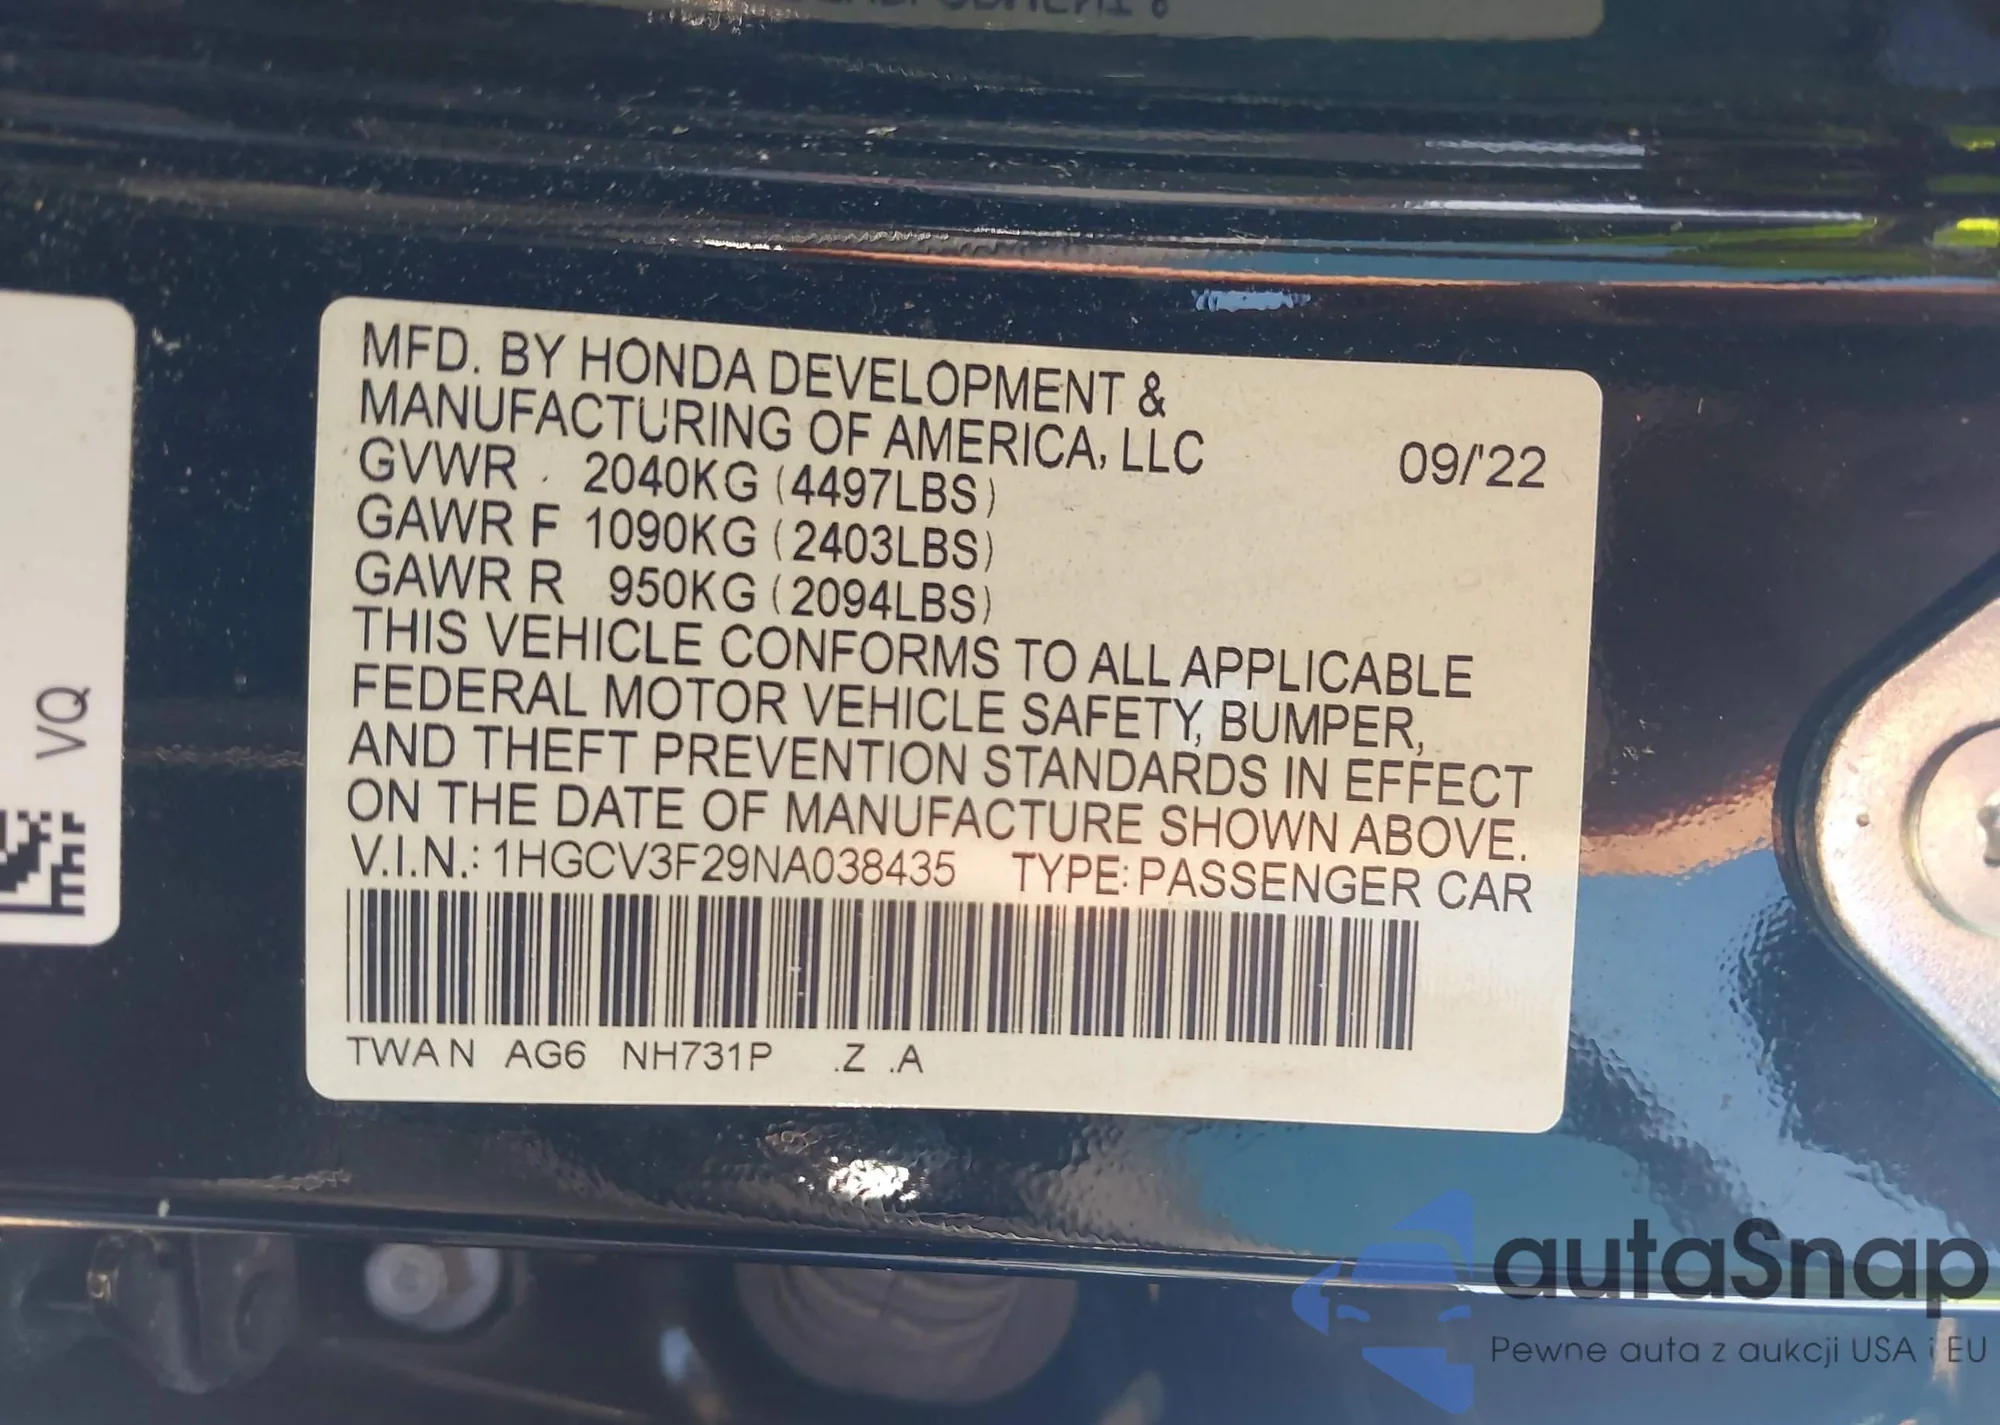 MFD. BY HONDA DEVELOPMENT &
MANUFACTURING OF AMERICA, LLC 09/'22
GVWR 2040KG (4497LBS)
GAWR F 1090KG (2403LBS)
GAWR R 950KG (2094LBS)
THIS VEHICLE CONFORMS TO ALL APPLICABLE
FEDERAL MOTOR VEHICLE SAFETY, BUMPER,
AND THEFT PREVENTION STANDARDS IN EFFECT
ON THE DATE OF MANUFACTURE SHOWN ABOVE.
V.I.N.: 1HGCV3F29NA038435 TYPE: PASSENGER CAR
TWAN AG6 NH731P .Z .A
VQ
autaSnap
Pewne auta z aukcji USA i EU